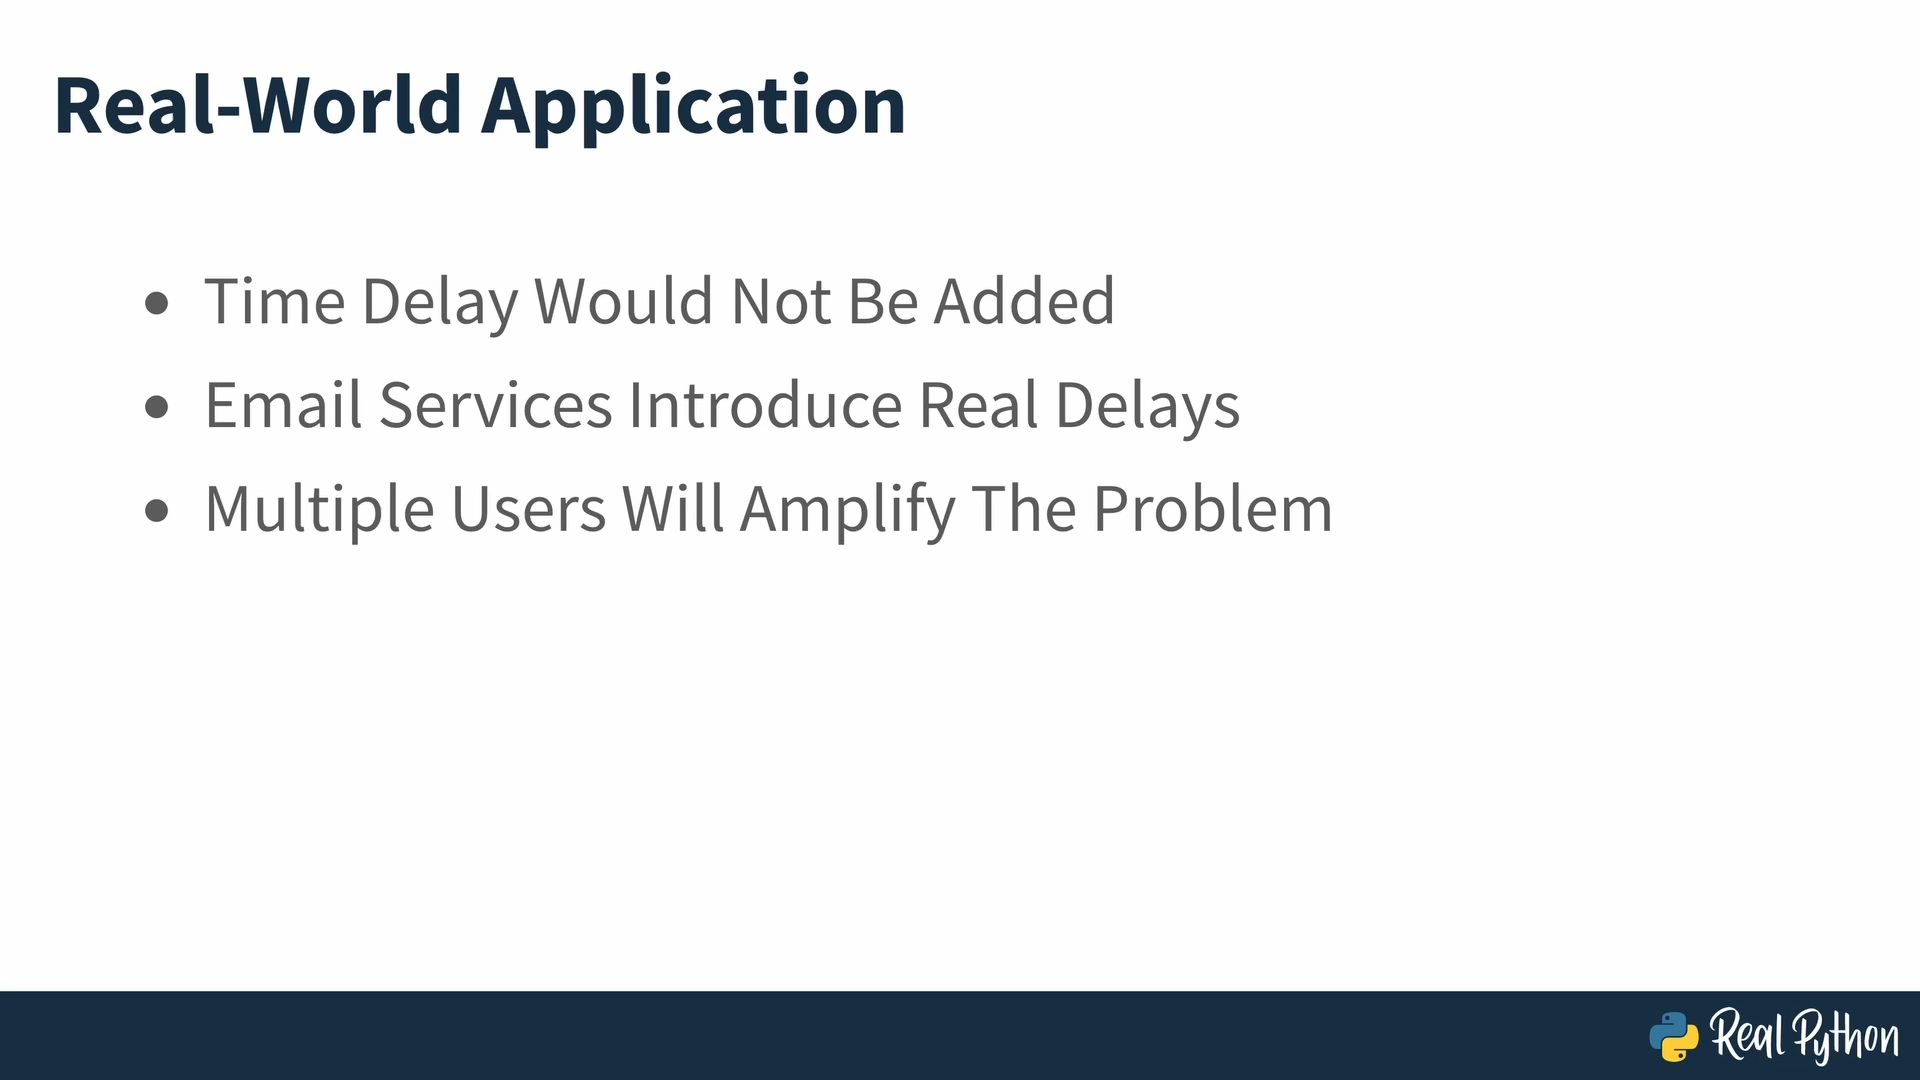 Real-World Application
• Time Delay Would Not Be Added
• Email Services Introduce Real Delays
• Multiple Users Will Amplify The Problem
Real Python